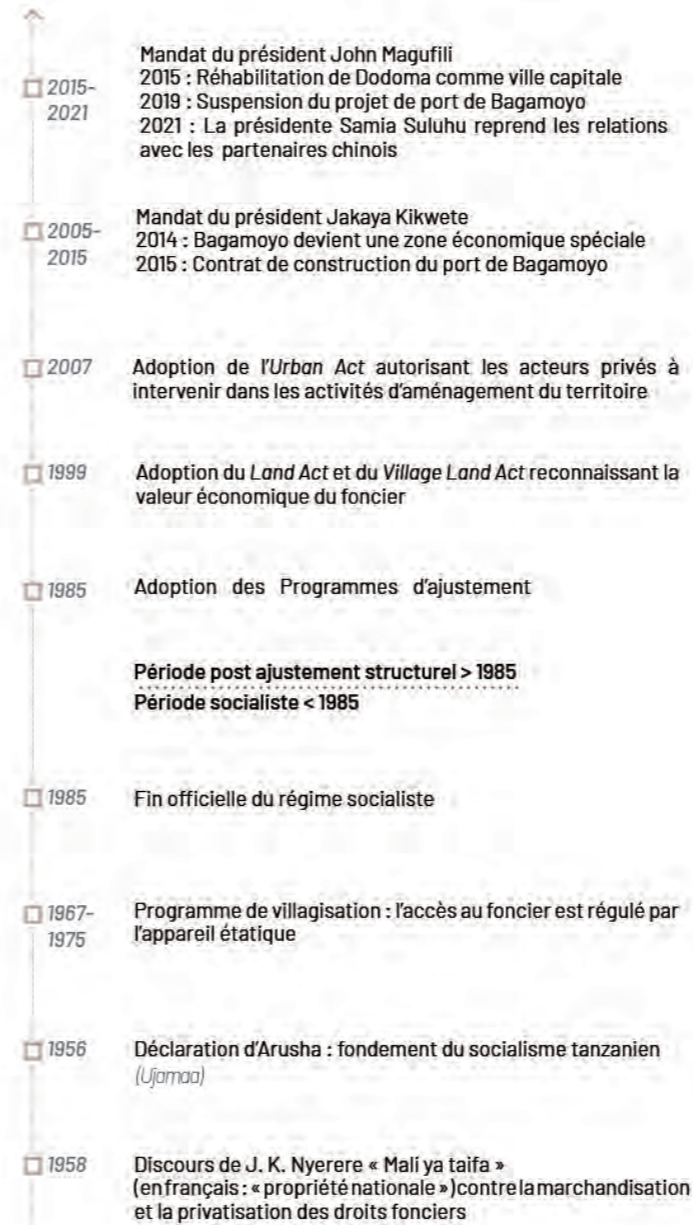 2015-
2021
Mandat du président John Magufili
2015 : Réhabilitation de Dodoma comme ville capitale
2019 : Suspension du projet de port de Bagamoyo
2021 : La présidente Samia Suluhu reprend les relations
avec les partenaires chinois
2005-
2015
Mandat du président Jakaya Kikwete
2014 : Bagamoyo devient une zone économique spéciale
2015 : Contrat de construction du port de Bagamoyo
2007
Adoption de l'Urban Act autorisant les acteurs privés à
intervenir dans les activités d'aménagement du territoire
1999
Adoption du Land Act et du Village Land Act reconnaissant la
valeur économique du foncier
1985
Adoption des Programmes d'ajustement
Période post ajustement structurel > 1985
Période socialiste < 1985
1985
Fin officielle du régime socialiste
1967-
1975
Programme de villagisation : l'accès au foncier est régulé par
l'appareil étatique
1956
Déclaration d'Arusha : fondement du socialisme tanzanien
(Ujamaa)
1958
Discours de J. K. Nyerere « Mali ya taifa »
(en français : « propriété nationale ») contre la marchandisation
et la privatisation des droits fonciers